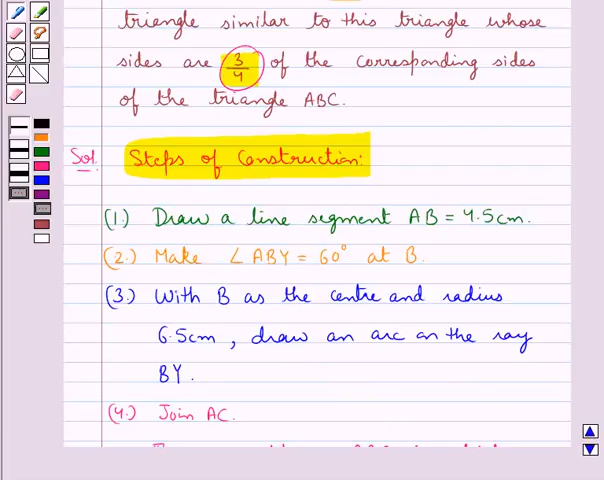 triangle similar to this triangle whose
sides are 3/4 of the corresponding sides
of the triangle ABC.
Sol. Steps of Construction:
(1.) Draw a line segment AB = 4.5cm.
(2.) Make ∠ABY = 60° at B.
(3.) With B as the centre and radius
6.5cm, draw an arc on the ray
BY.
(4.) Join AC.